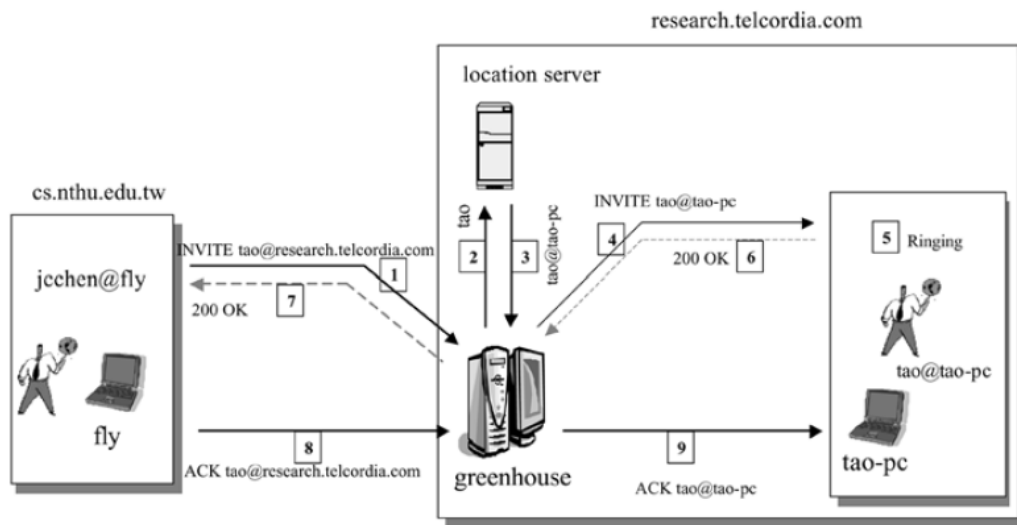 research.telcordia.com
location server
cs.nthu.edu.tw
jcchen@fly
fly
INVITE tao@research.telcordia.com
1
7
200 OK
tao
2
3
tao@tao-pc
INVITE tao@tao-pc
4
200 OK
6
5
Ringing
tao@tao-pc
tao-pc
greenhouse
8
ACK tao@research.telcordia.com
9
ACK tao@tao-pc